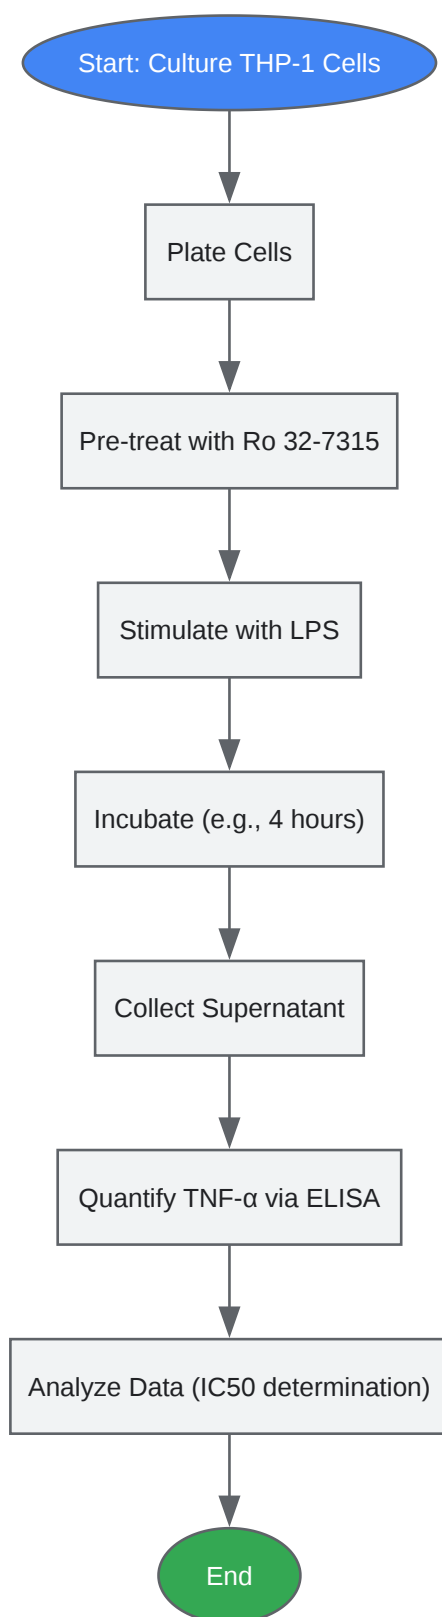 Start: Culture THP-1 Cells
Plate Cells
Pre-treat with Ro 32-7315
Stimulate with LPS
Incubate (e.g., 4 hours)
Collect Supernatant
Quantify TNF-α via ELISA
Analyze Data (IC50 determination)
End